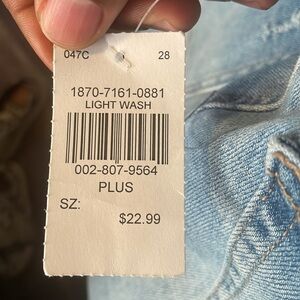 047C 28
1870-7161-0881
LIGHT WASH
002-807-9564
PLUS
SZ:
$22.99